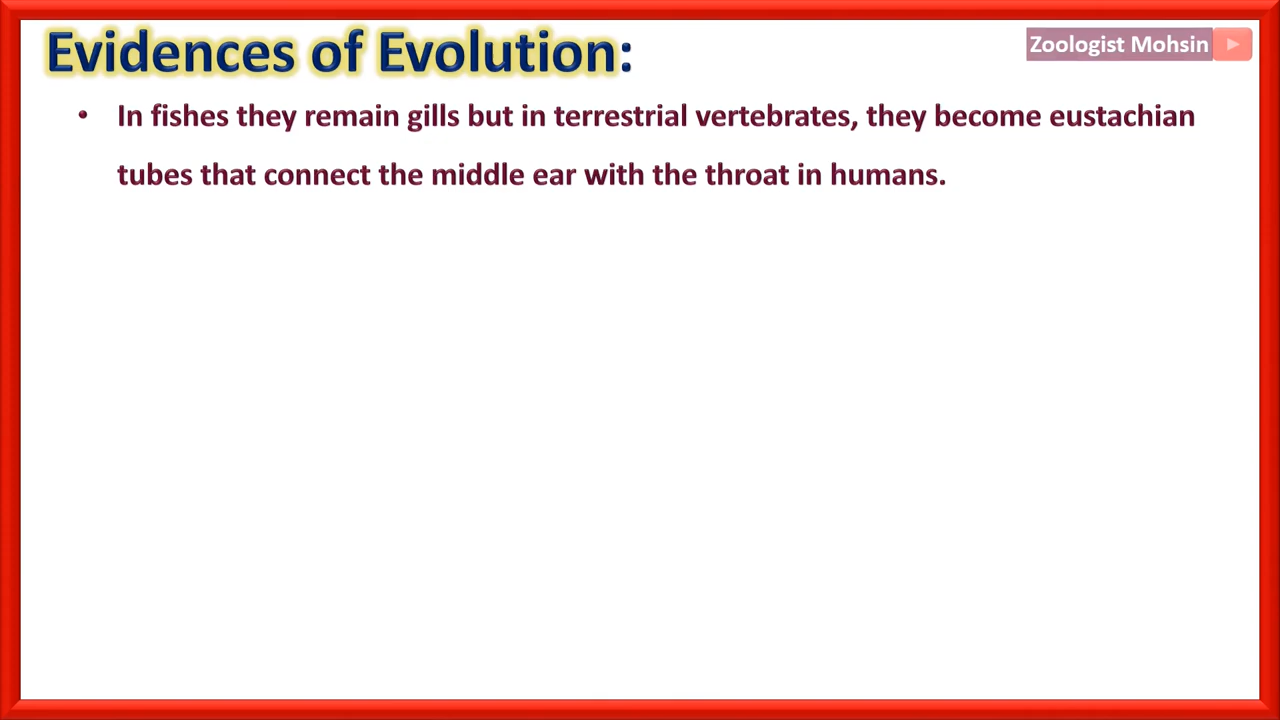 Evidences of Evolution:
Zoologist Mohsin
• In fishes they remain gills but in terrestrial vertebrates, they become eustachian
tubes that connect the middle ear with the throat in humans.